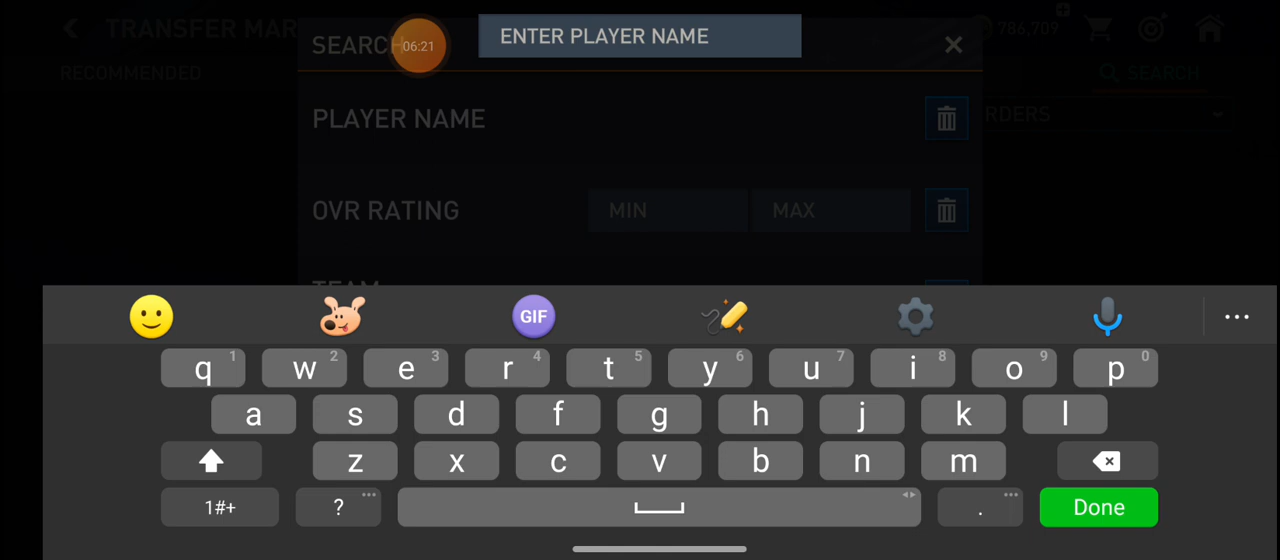 TRANSFER MAR
SEARCH
06:21
ENTER PLAYER NAME
786,709
RECOMMENDED
SEARCH
PLAYER NAME
RDERS
OVR RATING
MIN
MAX
TEAM
GIF
q 1 w 2 e 3 r 4 t 5 y 6 u 7 i 8 o 9 p 0
a s d f g h j k l
z x c v b n m
1#+ ? . Done